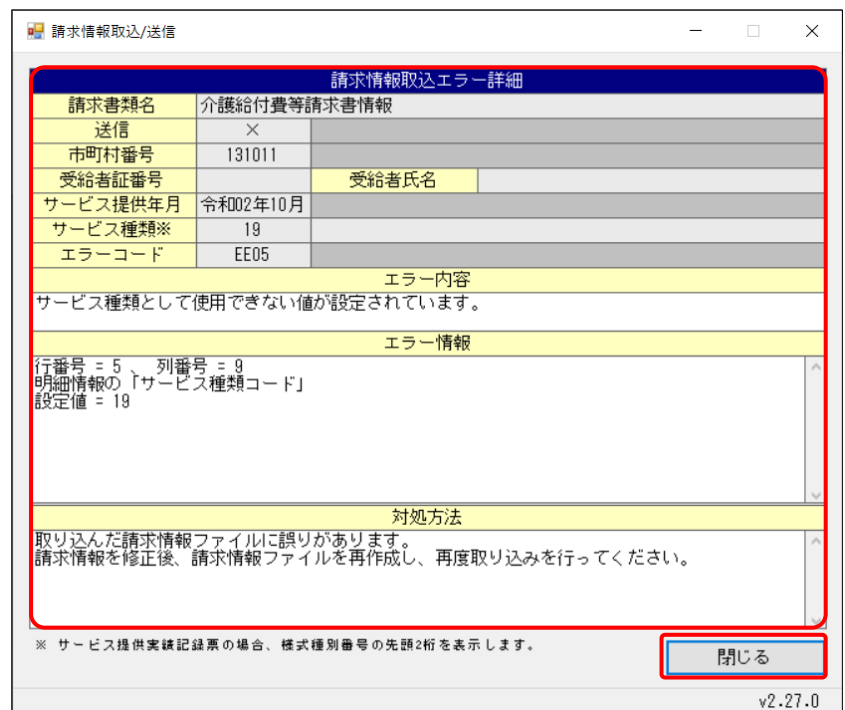 請求情報取込/送信
請求情報取込エラー詳細
請求書類名 介護給付費等請求書情報
送信 ×
市町村番号 131011
受給者証番号 受給者氏名
サービス提供年月 令和02年10月
サービス種類※ 19
エラーコード EE05
エラー内容
サービス種類として使用できない値が設定されています。
エラー情報
行番号 = 5 、 列番号 = 9
明細情報の「サービス種類コード」
設定値 = 19
対処方法
取り込んだ請求情報ファイルに誤りがあります。
請求情報を修正後、請求情報ファイルを再作成し、再度取り込みを行ってください。
※ サービス提供実績記録票の場合、様式種別番号の先頭2桁を表示します。
閉じる
v2.27.0